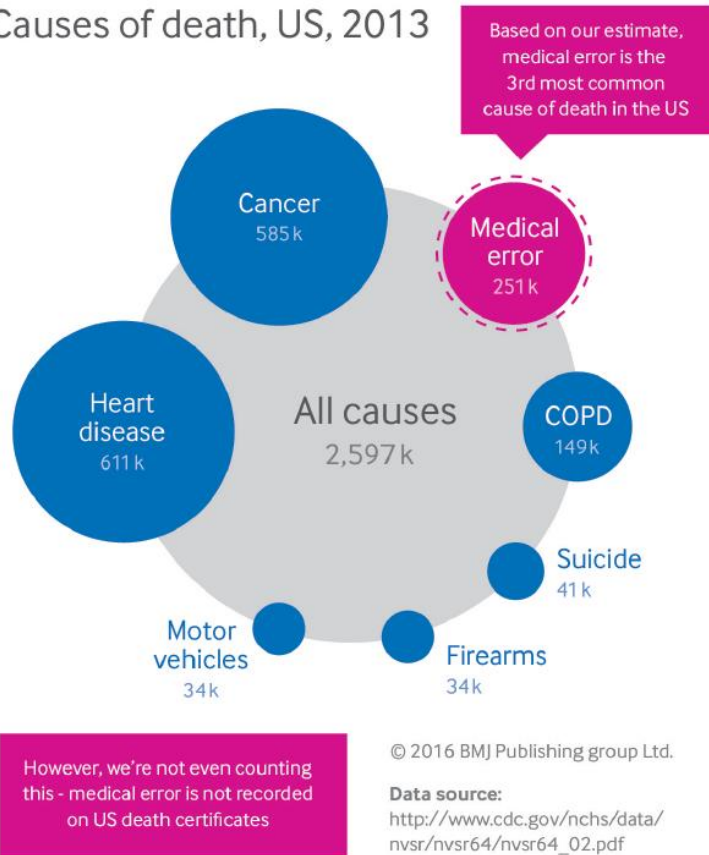 Causes of death, US, 2013
Based on our estimate,
medical error is the
3rd most common
cause of death in the US
Cancer
585k
Medical
error
251k
Heart
disease
611k
All causes
2,597k
COPD
149k
Suicide
41k
Motor
vehicles
34k
Firearms
34k
However, we're not even counting
this - medical error is not recorded
on US death certificates
© 2016 BMJ Publishing group Ltd.
Data source:
http://www.cdc.gov/nchs/data/
nvsr/nvsr64/nvsr64_02.pdf